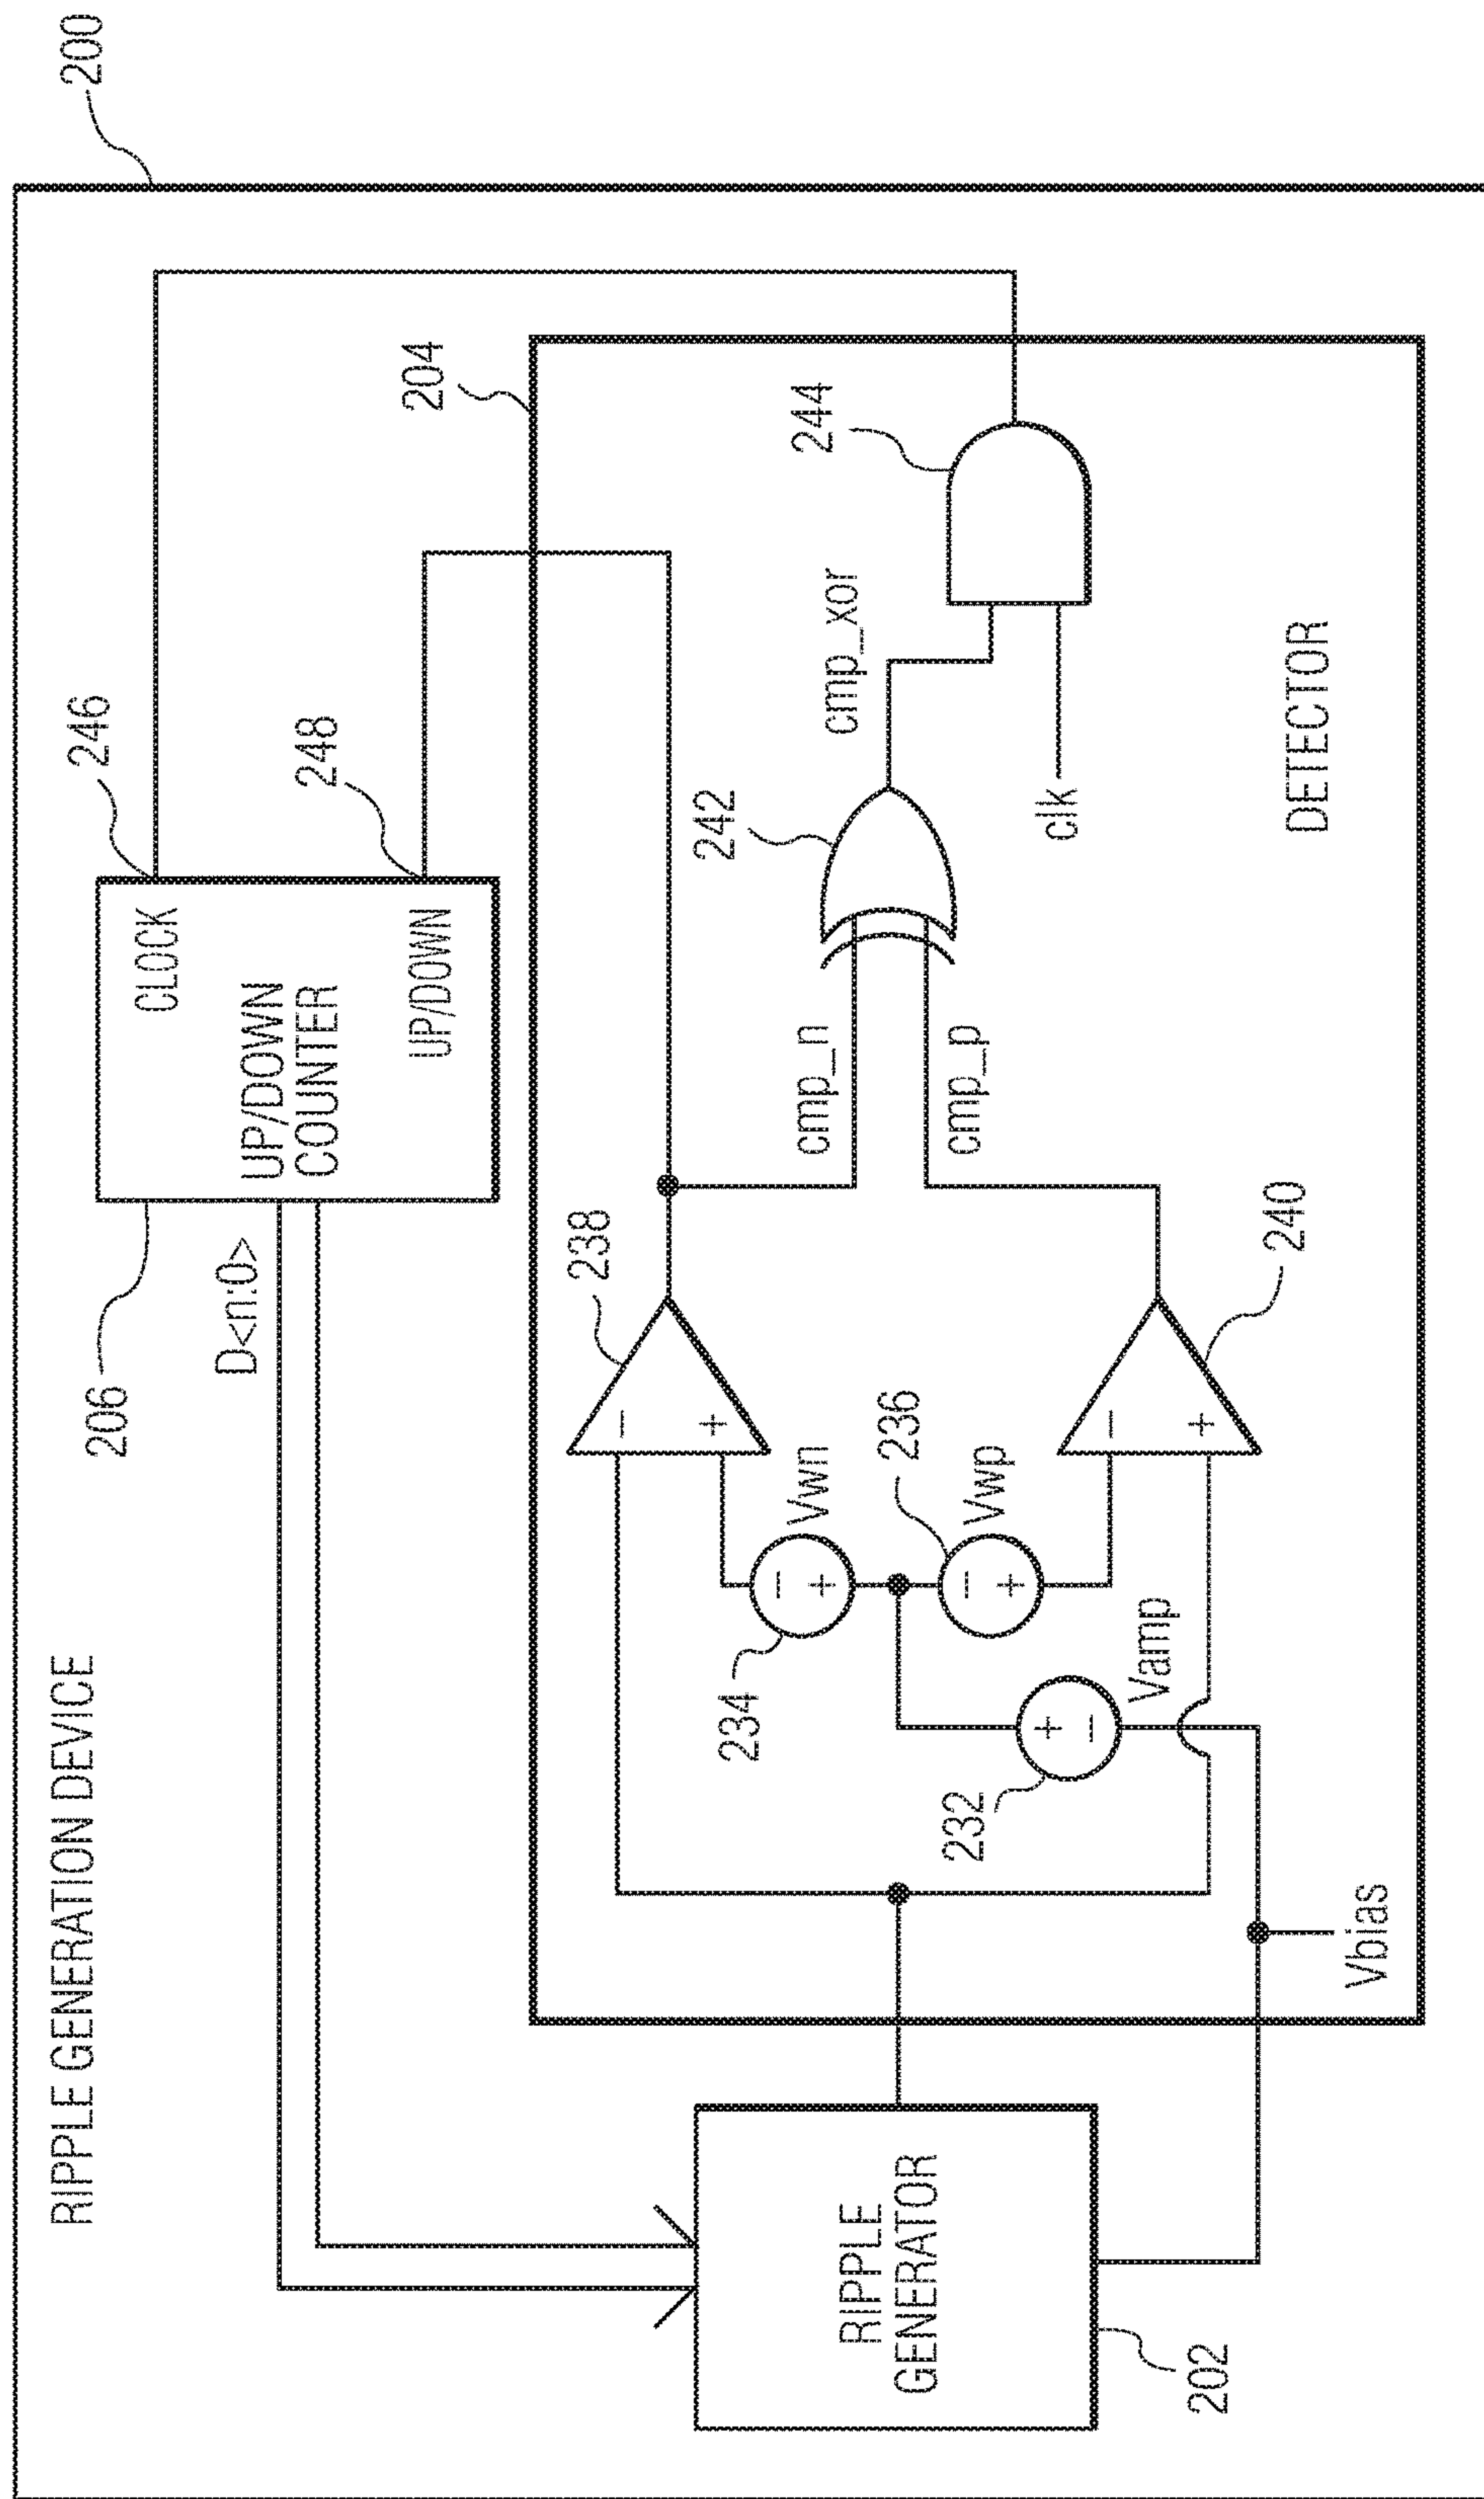 RIPPLE GENERATION DEVICE
200
206
UP/DOWN
COUNTER
CLOCK
246
UP/DOWN
248
D<n:0>
204
238
−
+
234
−
+
Vwn
236
−
+
Vwp
232
+
−
Vamp
−
+
240
cmp_n
cmp_p
242
cmp_xor
clk
244
DETECTOR
Vbias
RIPPLE
GENERATOR
202